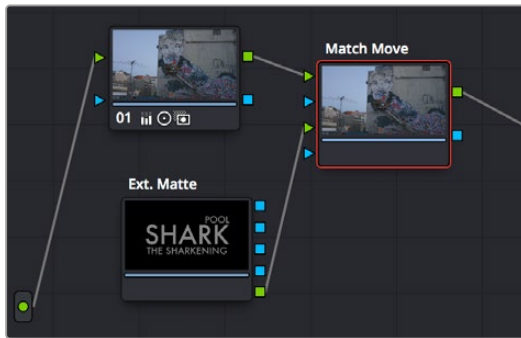 Match Move
01
Ext. Matte
POOL
SHARK
THE SHARKENING